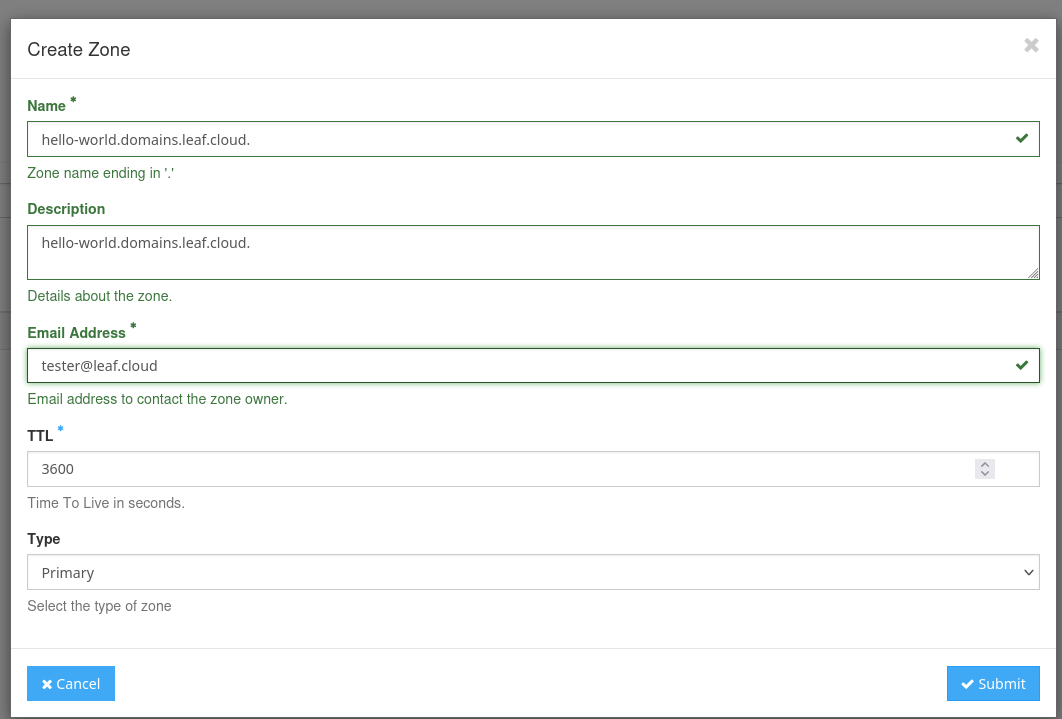 Create Zone
Name *
hello-world.domains.leaf.cloud.
Zone name ending in '.'
Description
hello-world.domains.leaf.cloud.
Details about the zone.
Email Address *
tester@leaf.cloud
Email address to contact the zone owner.
TTL *
3600
Time To Live in seconds.
Type
Primary
Select the type of zone
Cancel
Submit